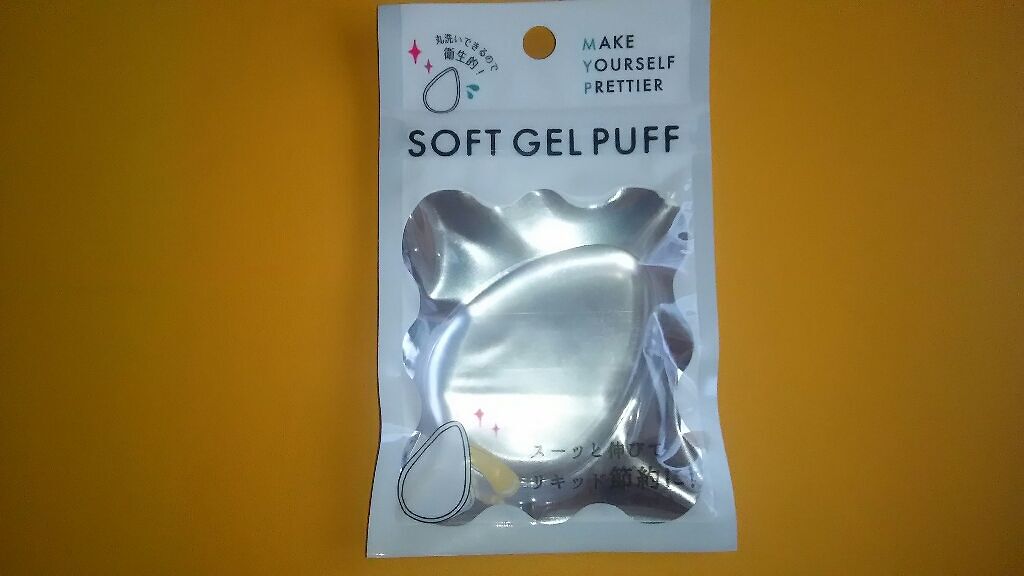 丸洗いできるので
衛生的!
MAKE
YOURSELF
PRETTIER
SOFT GEL PUFF
スーッと伸びて
リキッド節約に!